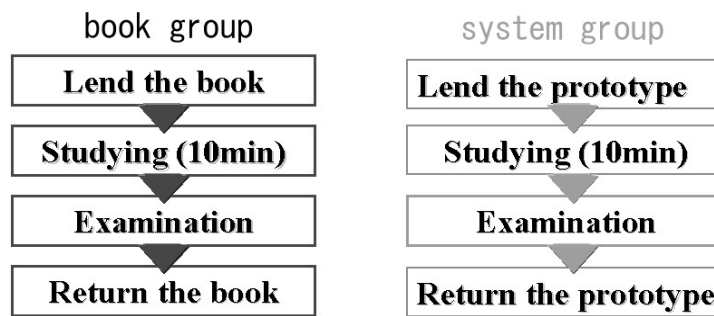 book group
Lend the book
Studying (10min)
Examination
Return the book
system group
Lend the prototype
Studying (10min)
Examination
Return the prototype